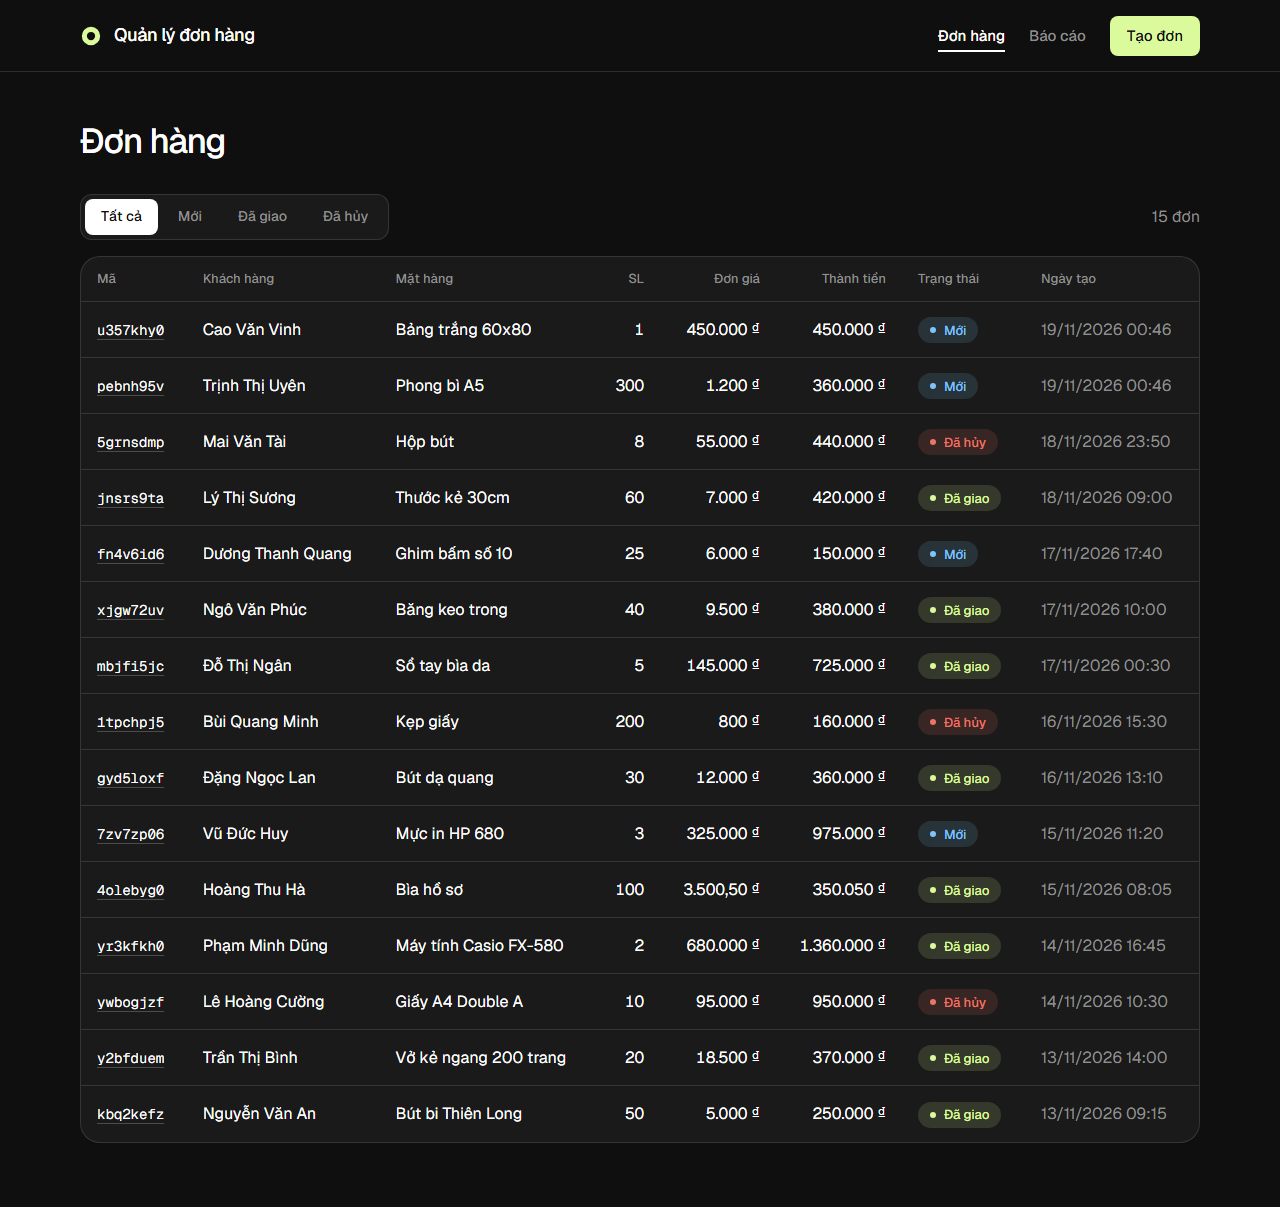 Quản lý đơn hàng
Đơn hàng Báo cáo Tạo đơn
Đơn hàng
Tất cả Mới Đã giao Đã hủy 15 đơn
Mã Khách hàng Mặt hàng SL Đơn giá Thành tiền Trạng thái Ngày tạo
u357khy0 Cao Văn Vinh Bảng trắng 60x80 1 450.000 ₫ 450.000 ₫ Mới 19/11/2026 00:46
pebnh95v Trịnh Thị Uyên Phong bì A5 300 1.200 ₫ 360.000 ₫ Mới 19/11/2026 00:46
5grnsdmp Mai Văn Tài Hộp bút 8 55.000 ₫ 440.000 ₫ Đã hủy 18/11/2026 23:50
jnsrs9ta Lý Thị Sương Thước kẻ 30cm 60 7.000 ₫ 420.000 ₫ Đã giao 18/11/2026 09:00
fn4v6id6 Dương Thanh Quang Ghim bấm số 10 25 6.000 ₫ 150.000 ₫ Mới 17/11/2026 17:40
xjgw72uv Ngô Văn Phúc Băng keo trong 40 9.500 ₫ 380.000 ₫ Đã giao 17/11/2026 10:00
mbjfi5jc Đỗ Thị Ngân Sổ tay bìa da 5 145.000 ₫ 725.000 ₫ Đã giao 17/11/2026 00:30
1tpchpj5 Bùi Quang Minh Kẹp giấy 200 800 ₫ 160.000 ₫ Đã hủy 16/11/2026 15:30
gyd5loxf Đặng Ngọc Lan Bút dạ quang 30 12.000 ₫ 360.000 ₫ Đã giao 16/11/2026 13:10
7zv7zp06 Vũ Đức Huy Mực in HP 680 3 325.000 ₫ 975.000 ₫ Mới 15/11/2026 11:20
4olebyg0 Hoàng Thu Hà Bìa hồ sơ 100 3.500,50 ₫ 350.050 ₫ Đã giao 15/11/2026 08:05
yr3kfkh0 Phạm Minh Dũng Máy tính Casio FX-580 2 680.000 ₫ 1.360.000 ₫ Đã giao 14/11/2026 16:45
ywbogjzf Lê Hoàng Cường Giấy A4 Double A 10 95.000 ₫ 950.000 ₫ Đã hủy 14/11/2026 10:30
y2bfduem Trần Thị Bình Vở kẻ ngang 200 trang 20 18.500 ₫ 370.000 ₫ Đã giao 13/11/2026 14:00
kbq2kefz Nguyễn Văn An Bút bi Thiên Long 50 5.000 ₫ 250.000 ₫ Đã giao 13/11/2026 09:15